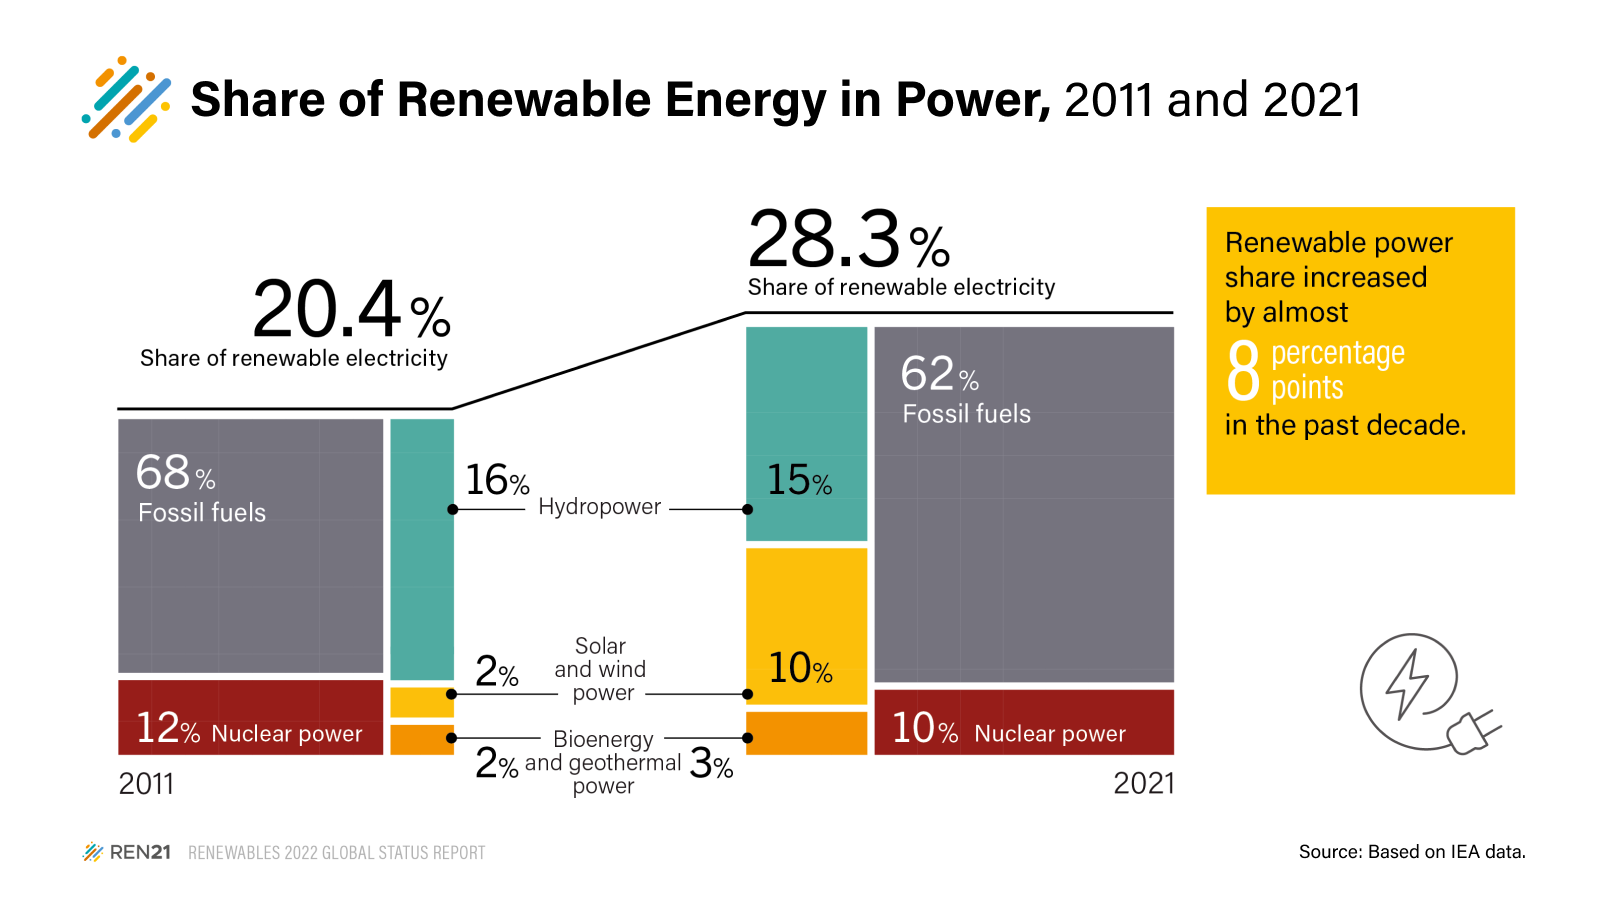 Share of Renewable Energy in Power, 2011 and 2021
20.4%
Share of renewable electricity
28.3%
Share of renewable electricity
Renewable power
share increased
by almost
8 percentage
points
in the past decade.
68%
Fossil fuels
12% Nuclear power
2011
16%
Hydropower
15%
2%
Solar
and wind
power
10%
2%
Bioenergy
and geothermal
power
3%
62%
Fossil fuels
10% Nuclear power
2021
REN21 RENEWABLES 2022 GLOBAL STATUS REPORT
Source: Based on IEA data.